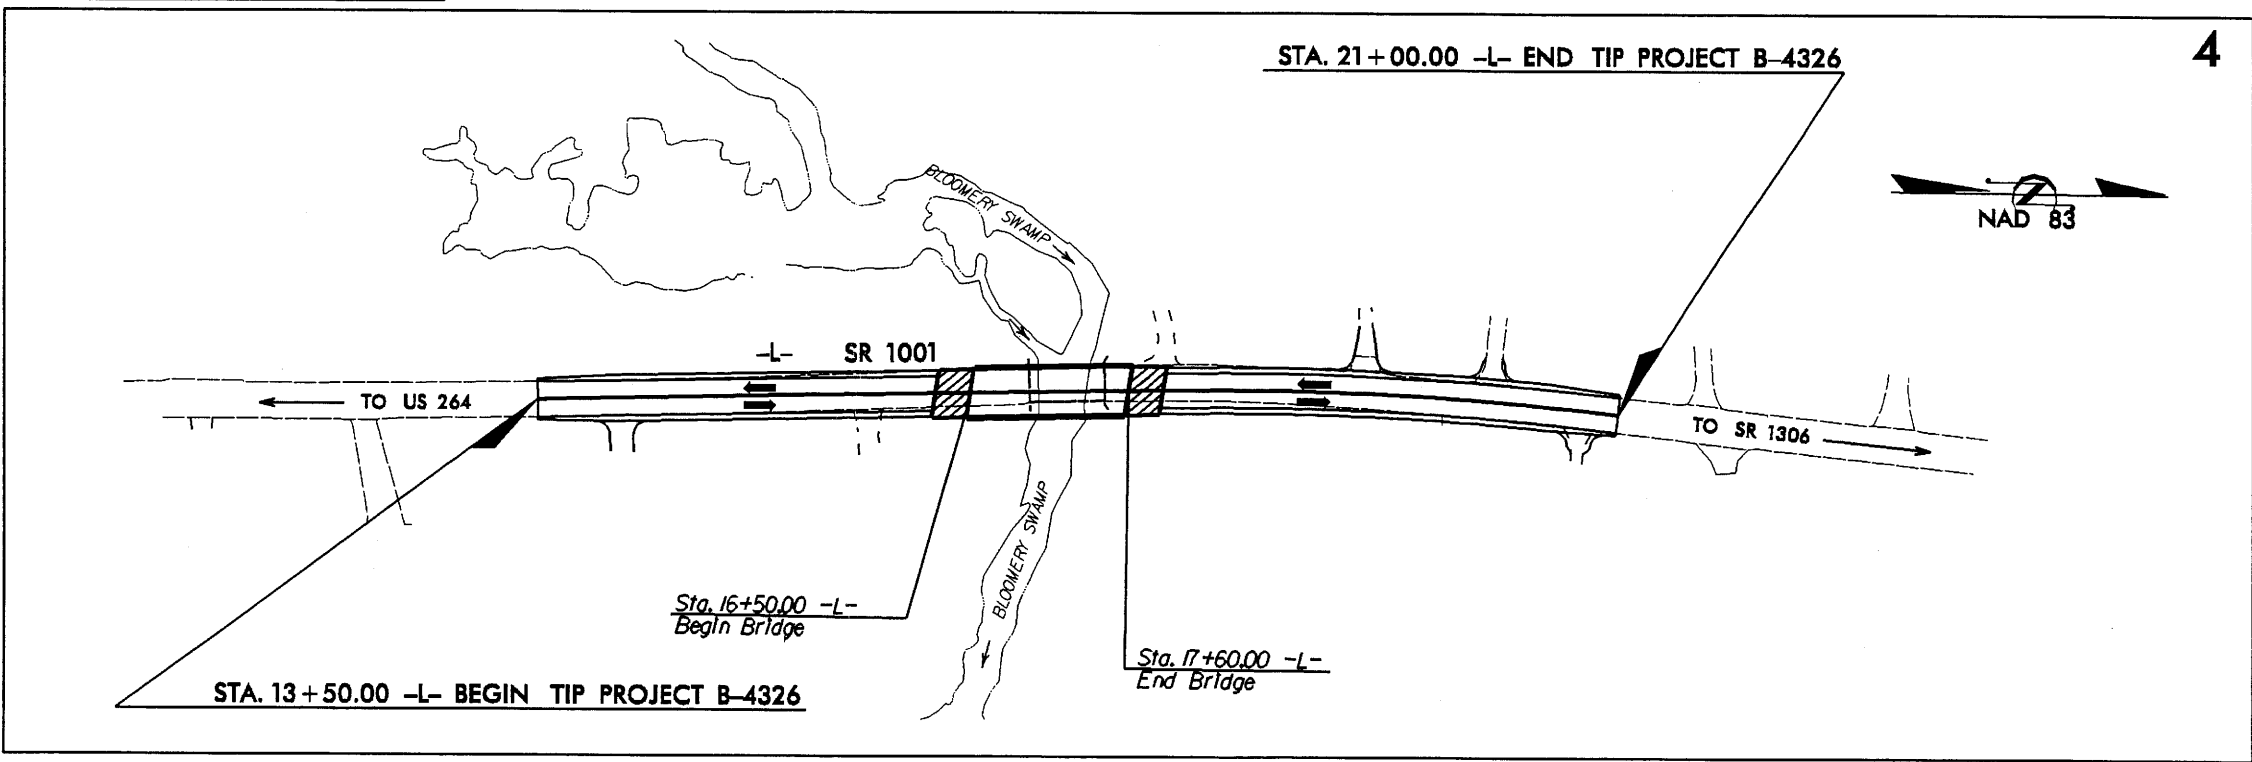 STA. 21+00.00 -L- END TIP PROJECT B-4326
4
BLOOMERY SWAMP
NAD 83
-L- SR 1001
TO US 264
TO SR 1306
BLOOMERY SWAMP
Sta. 16+50.00 -L-
Begin Bridge
Sta. 17+60.00 -L-
End Bridge
STA. 13+50.00 -L- BEGIN TIP PROJECT B-4326